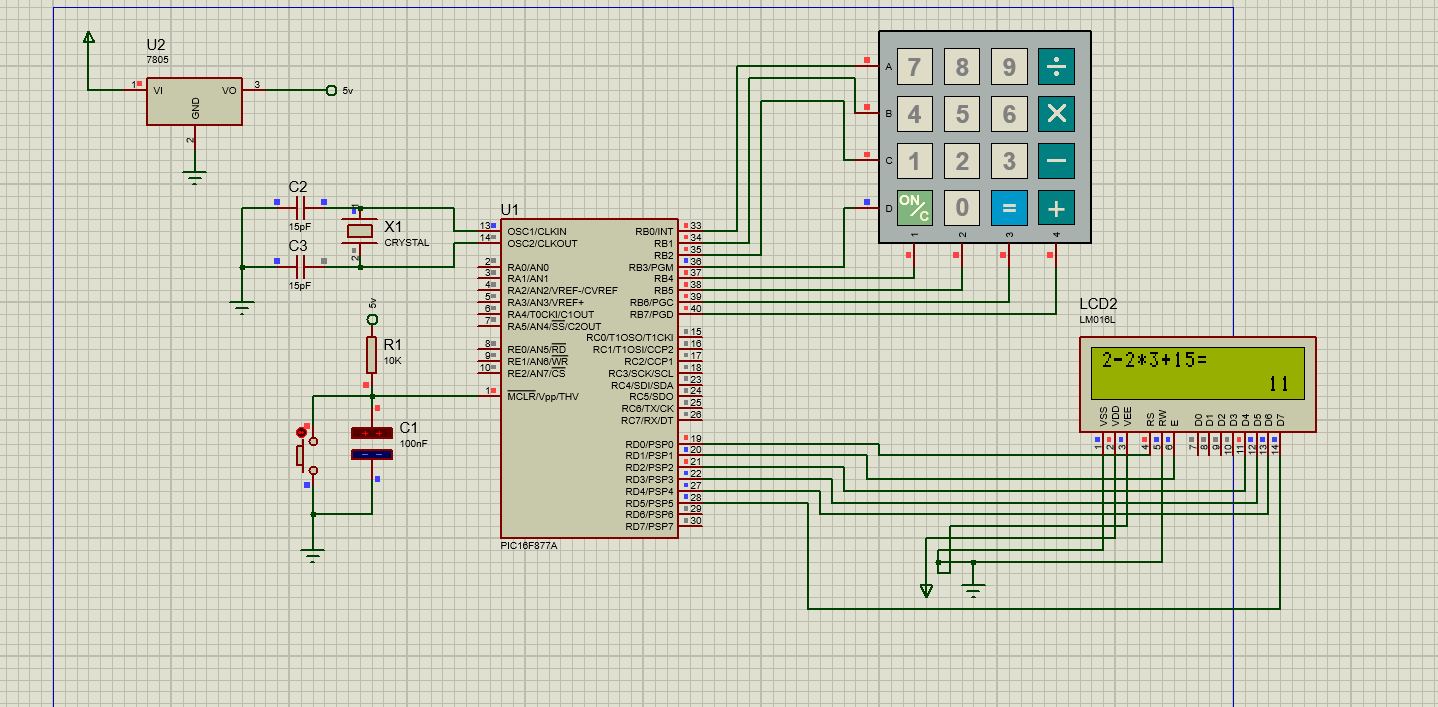 U2
7805
1
VI
VO
3
GND
2
5v
C2
15pF
C3
15pF
1
X1
CRYSTAL
2
5v
R1
10K
C1
100nF
U1
13
OSC1/CLKIN
14
OSC2/CLKOUT
2
RA0/AN0
3
RA1/AN1
4
RA2/AN2/VREF-/CVREF
5
RA3/AN3/VREF+
6
RA4/T0CKI/C1OUT
7
RA5/AN4/SS/C2OUT
8
RE0/AN5/RD
9
RE1/AN6/WR
10
RE2/AN7/CS
1
MCLR/Vpp/THV
RB0/INT
33
RB1
34
RB2
35
RB3/PGM
36
RB4
37
RB5
38
RB6/PGC
39
RB7/PGD
40
RC0/T1OSO/T1CKI
15
RC1/T1OSI/CCP2
16
RC2/CCP1
17
RC3/SCK/SCL
18
RC4/SDI/SDA
23
RC5/SDO
24
RC6/TX/CK
25
RC7/RX/DT
26
RD0/PSP0
19
RD1/PSP1
20
RD2/PSP2
21
RD3/PSP3
22
RD4/PSP4
27
RD5/PSP5
28
RD6/PSP6
29
RD7/PSP7
30
PIC16F877A
A
7 8 9 ÷
B
4 5 6 ×
C
1 2 3 −
D
ON/C 0 = +
1 2 3 4
LCD2
LM016L
2-2*3+15=
11
VSS VDD VEE RS RW E D0 D1 D2 D3 D4 D5 D6 D7
1 2 3 4 5 6 7 8 9 10 11 12 13 14